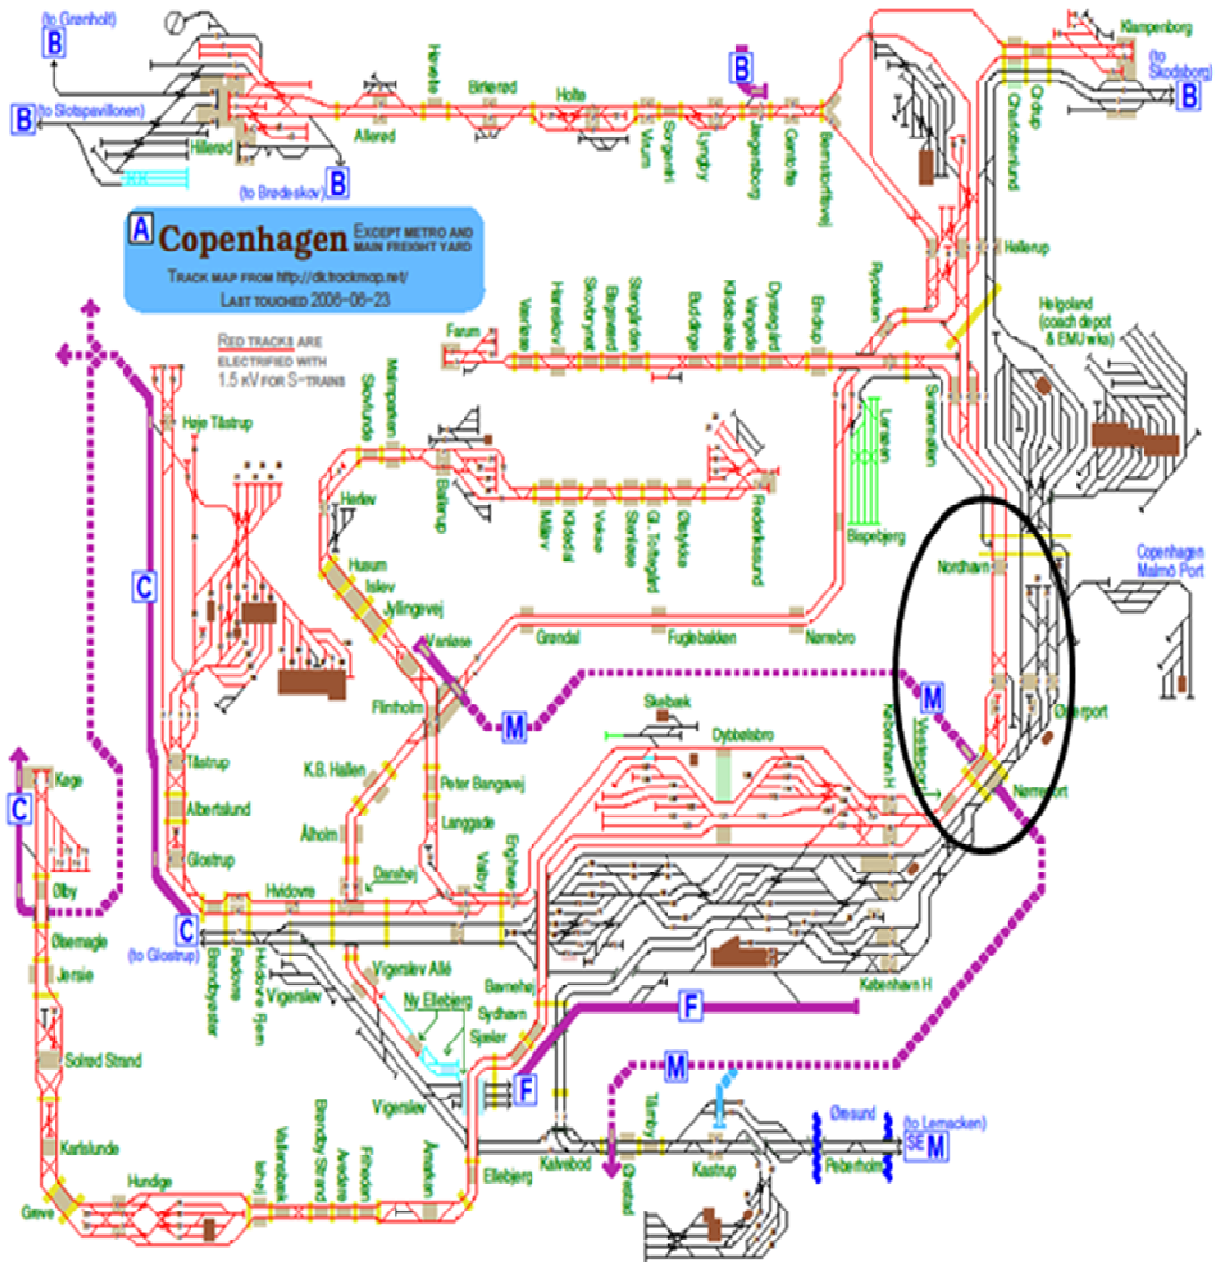 (to Grønholt)
B
B
(to Slotspavillonen)
Hillerød
(to Brødeskov)
B
Allerød
Høvelte
Birkerød
Holte
Virum
Sorgenfri
Lyngby
B
Jægersborg
Gentofte
Bernstorffsvej
Charlottenlund
Ordrup
Klampenborg
(to
Skodsborg)
B
Hellerup
A
Copenhagen
Except metro and
main freight yard
Track map from http://dk.trackmap.net/
Last touched 2006-06-23
Red tracks are
electrified with
1.5 kV for S-trains
Farum
Værløse
Hareskov
Skovbrynet
Bagsværd
Stengården
Buddinge
Kildebakke
Vangede
Dyssegård
Emdrup
Ryparken
Svanemøllen
Helgoland
(coach depot
& EMU wks)
Lersøen
Bispebjerg
Høje Tåstrup
Skovlunde
Malmparken
Ballerup
Herlev
Husum
Islev
Jyllingevej
Måløv
Kildedal
Veksø
Stenløse
Gl. Toftegård
Ølstykke
Frederikssund
Nordhavn
Copenhagen
Malmö Port
C
Vanløse
Grøndal
Fuglebakken
Nørrebro
Flintholm
M
M
Skelbæk
Dybbølsbro
København H
Vesterport
Østerport
Nørreport
K.B. Hallen
Peter Bangsvej
Ålholm
Langgade
Tåstrup
Albertslund
Glostrup
Køge
C
Ølby
Ølsemagle
Jersie
Solrød Strand
Karlslunde
Greve
Hundige
Danshøj
Hvidovre
Valby
Enghave
C
(to Glostrup)
Brøndbyøster
Rødovre
Hvidovre Fjern
Vigerslev
Vigerslev Allé
Ny Ellebjerg
Bavnehøj
Sydhavn
Sjælør
København H
F
F
M
Vigerslev
Ishøj
Vallensbæk
Brøndby Strand
Avedøre
Friheden
Åmarken
Ellebjerg
Kalvebod
Ørestad
Tårnby
Kastrup
Øresund
Peberholm
(to Lernacken)
SE M